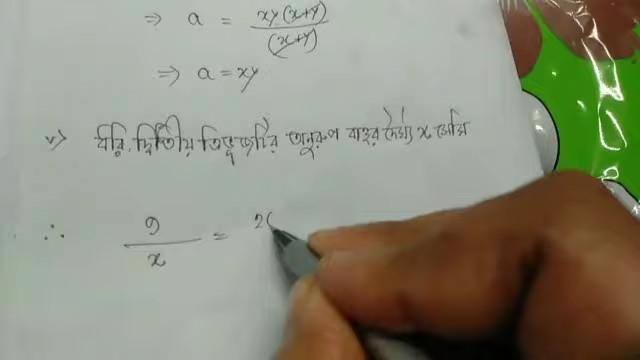 ⇒ a = xy(x+y) / (x+y)
⇒ a = xy
v) ধরি, দ্বিতীয় ত্রিভুজটির অনুরূপ বাহুর দৈর্ঘ্য x সেমি
∴ 9 / x = 2